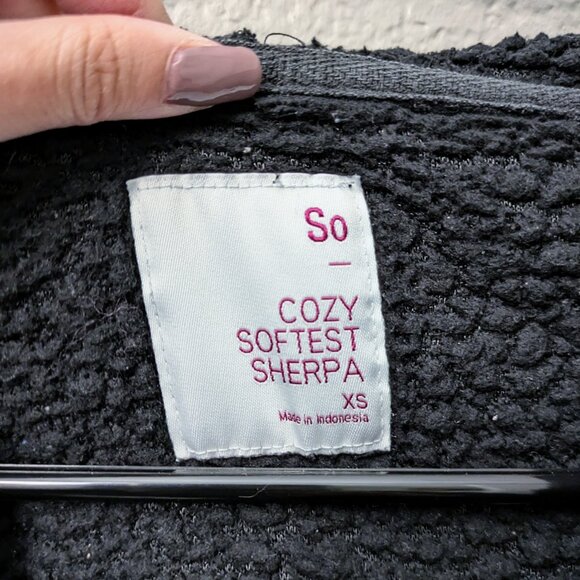 So
COZY
SOFTEST
SHERPA
XS
Made in Indonesia